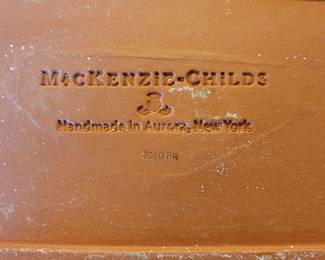 MACKENZIE-CHILDS
Handmade in Aurora, New York
2010 PR